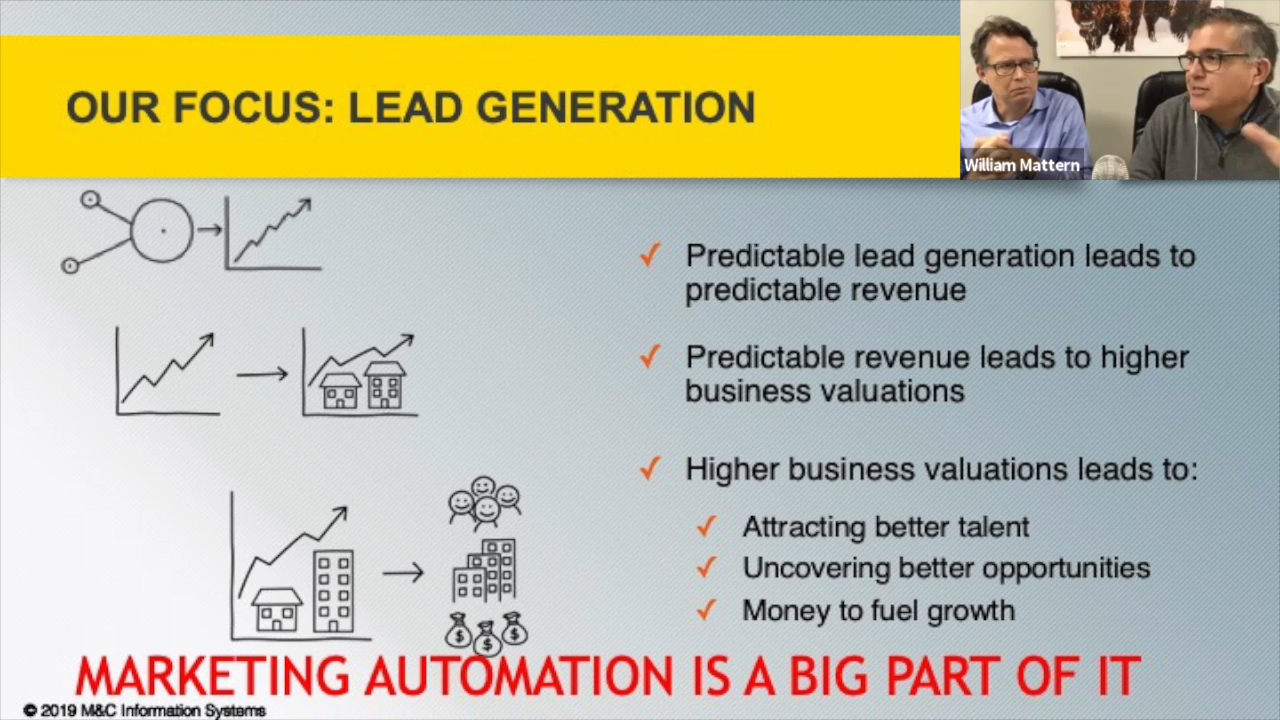 OUR FOCUS: LEAD GENERATION
William Mattern
✓ Predictable lead generation leads to
predictable revenue
✓ Predictable revenue leads to higher
business valuations
✓ Higher business valuations leads to:
✓ Attracting better talent
✓ Uncovering better opportunities
✓ Money to fuel growth
$ $ $
MARKETING AUTOMATION IS A BIG PART OF IT
© 2019 M&C Information Systems